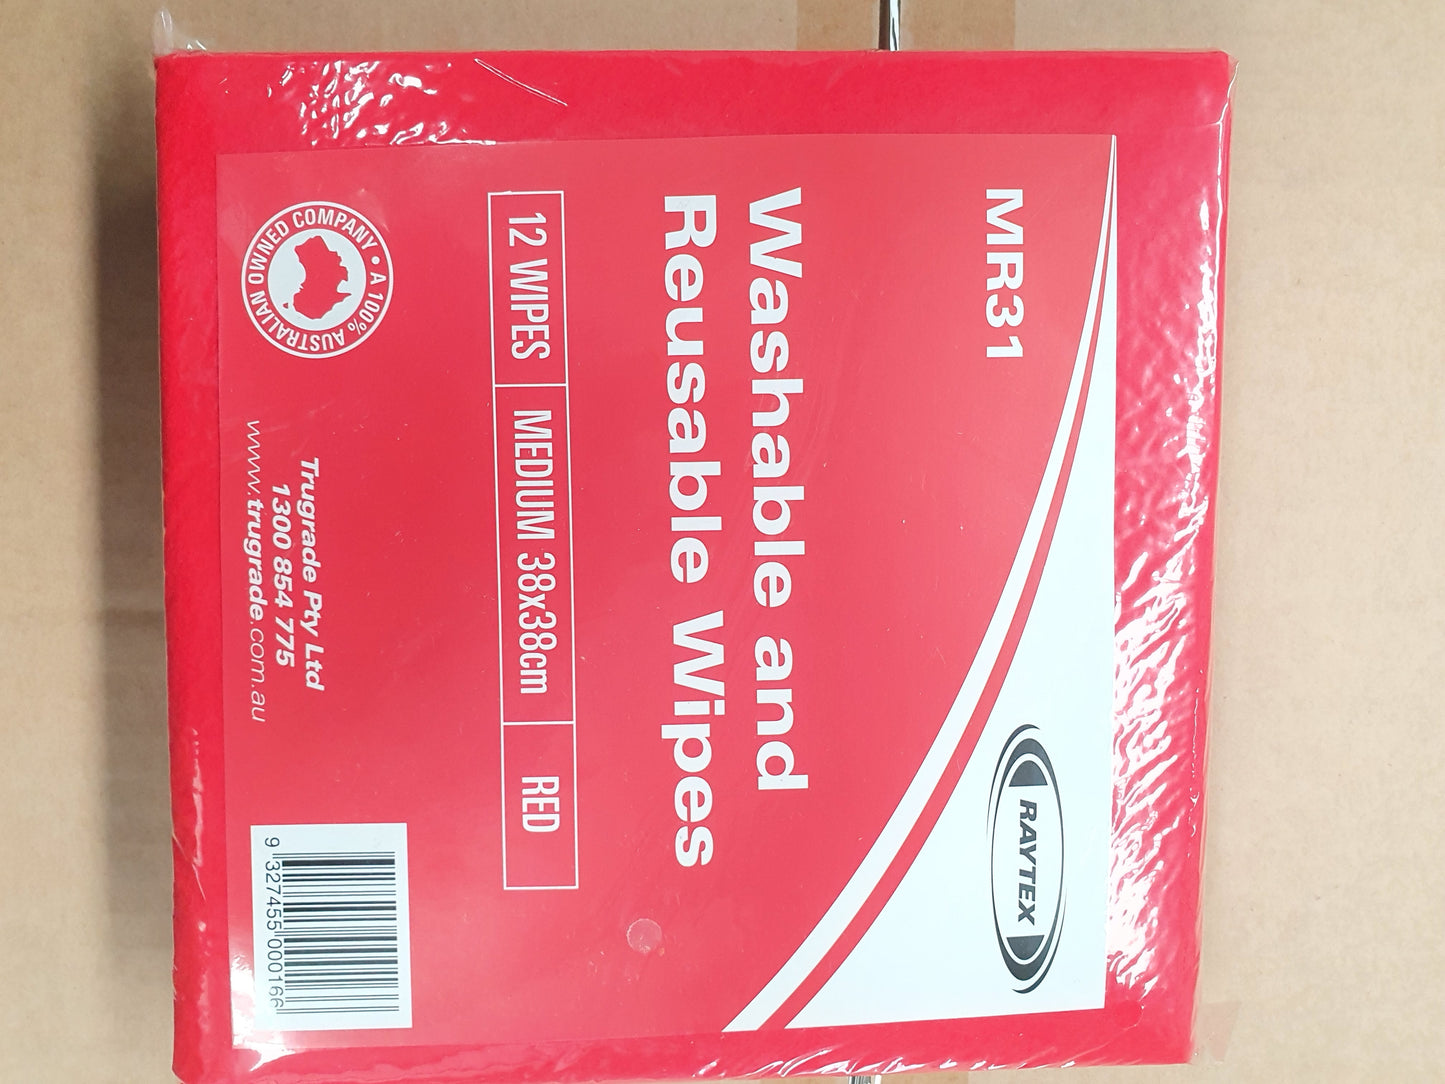 MR31
RAYTEX
Washable and
Reusable Wipes
12 WIPES MEDIUM 38x38cm RED
A 100% AUSTRALIAN OWNED COMPANY •
Trugrade Pty Ltd
1300 854 775
www.trugrade.com.au
9 327455 000166